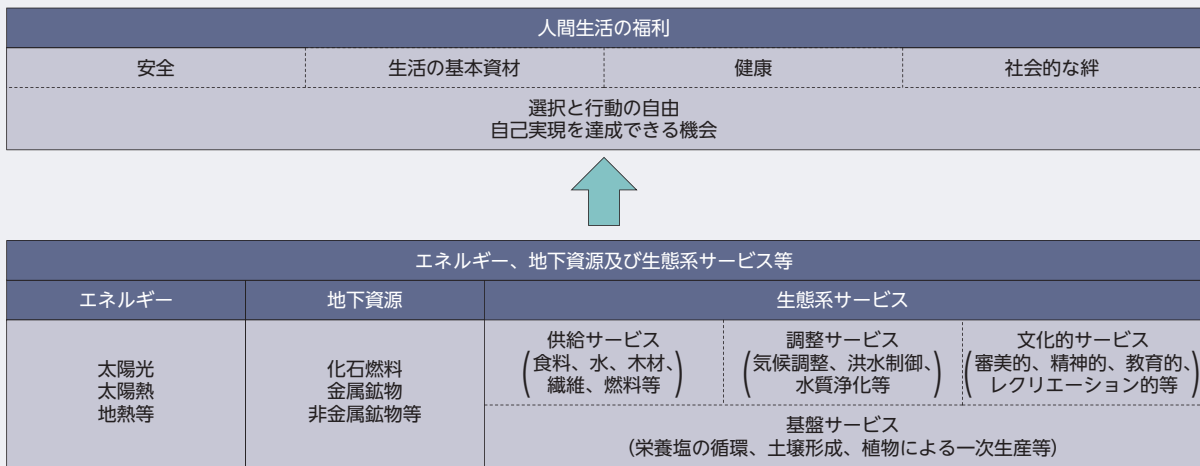 人間生活の福利
安全
生活の基本資材
健康
社会的な絆
選択と行動の自由
自己実現を達成できる機会
エネルギー、地下資源及び生態系サービス等
エネルギー
地下資源
生態系サービス
太陽光
太陽熱
地熱等
化石燃料
金属鉱物
非金属鉱物等
供給サービス
(食料、水、木材、
繊維、燃料等)
調整サービス
(気候調整、洪水制御、
水質浄化等)
文化的サービス
(審美的、精神的、教育的、
レクリエーション的等)
基盤サービス
(栄養塩の循環、土壌形成、植物による一次生産等)